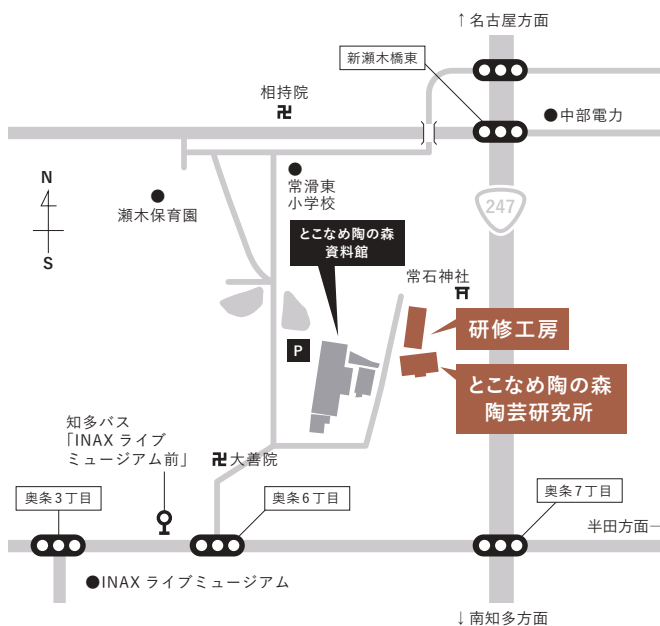 ↑名古屋方面
新瀬木橋東
相持院
●中部電力
N
S
常滑東
小学校
瀬木保育園
247
とこなめ陶の森
資料館
常石神社
研修工房
P
とこなめ陶の森
陶芸研究所
知多バス
「INAX ライブ
ミュージアム前」
大善院
奥条3丁目
奥条6丁目
奥条7丁目
半田方面
●INAX ライブミュージアム
↓南知多方面